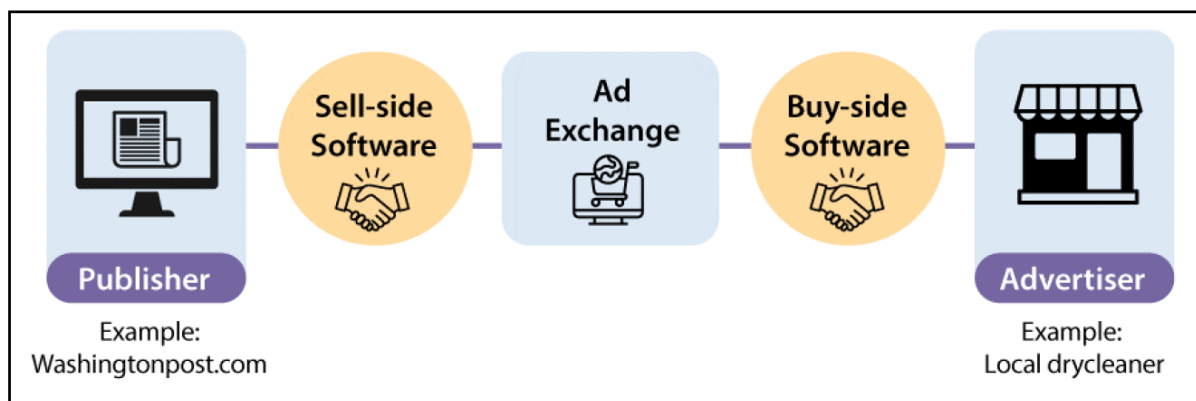 Sell-side
Software
Ad
Exchange
Buy-side
Software
Publisher
Advertiser
Example:
Washingtonpost.com
Example:
Local drycleaner